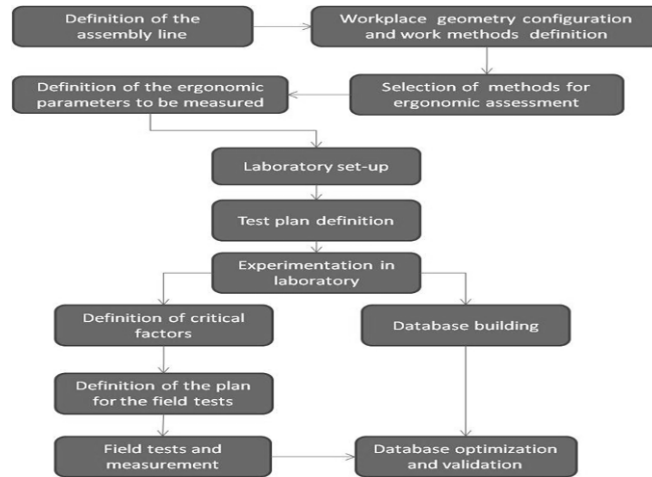 Definition of the
assembly line
Workplace geometry configuration
and work methods definition
Definition of the ergonomic
parameters to be measured
Selection of methods for
ergonomic assessment
Laboratory set-up
Test plan definition
Experimentation in
laboratory
Definition of critical
factors
Database building
Definition of the plan
for the field tests
Field tests and
measurement
Database optimization
and validation